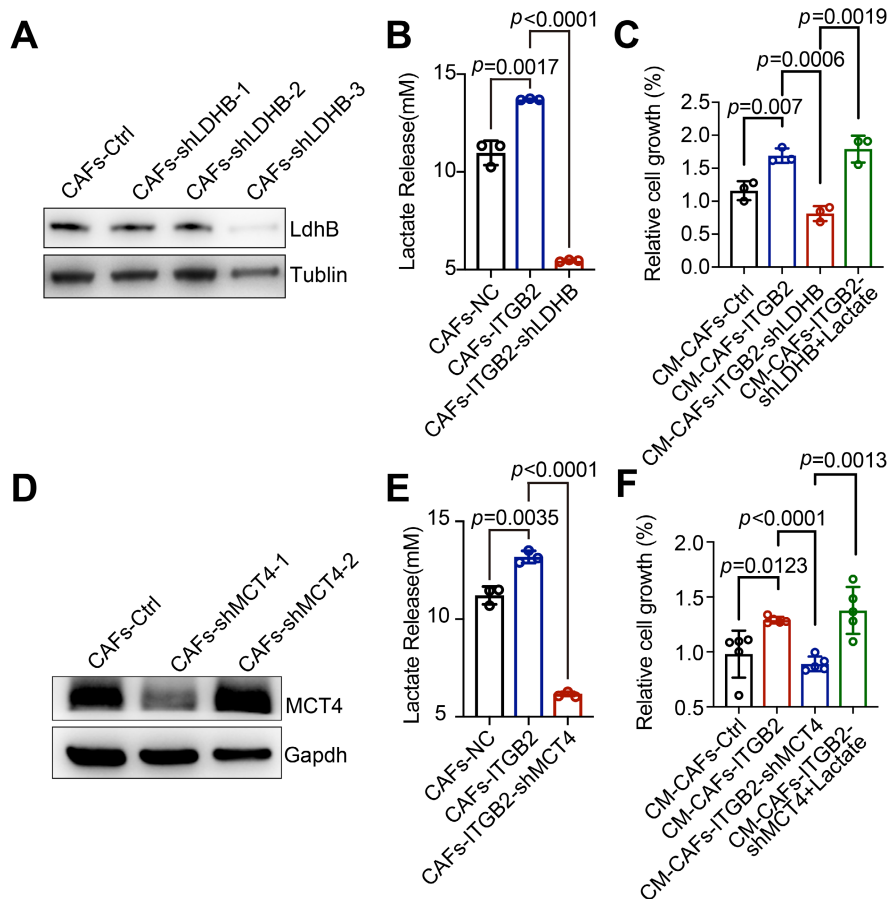 A
CAFs-Ctrl
CAFs-shLDHB-1
CAFs-shLDHB-2
CAFs-shLDHB-3
LdhB
Tublin
B
p<0.0001
p=0.0017
Lactate Release(mM)
15
10
5
CAFs-NC
CAFs-ITGB2
CAFs-ITGB2-shLDHB
C
p=0.0019
p=0.0006
p=0.007
Relative cell growth (%)
2.5
2.0
1.5
1.0
0.5
0.0
CM-CAFs-Ctrl
CM-CAFs-ITGB2
CM-CAFs-ITGB2-shLDHB
CM-CAFs-ITGB2-
shLDHB+Lactate
D
CAFs-Ctrl
CAFs-shMCT4-1
CAFs-shMCT4-2
MCT4
Gapdh
E
p<0.0001
p=0.0035
Lactate Release(mM)
15
10
5
CAFs-NC
CAFs-ITGB2
CAFs-ITGB2-shMCT4
F
p=0.0013
p<0.0001
p=0.0123
Relative cell growth (%)
2.0
1.5
1.0
0.5
CM-CAFs-Ctrl
CM-CAFs-ITGB2
CM-CAFs-ITGB2-shMCT4
CM-CAFs-ITGB2-
shMCT4+Lactate